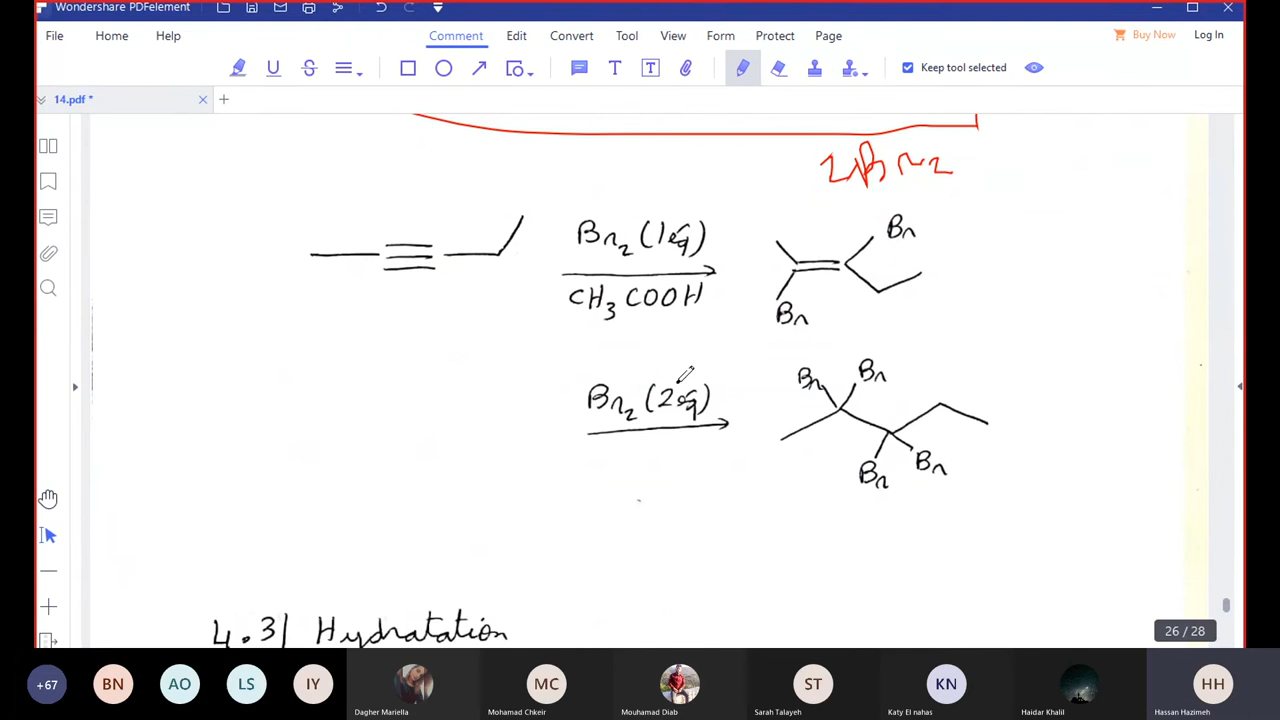 Wondershare PDFelement
File Home Help Comment Edit Convert Tool View Form Protect Page Buy Now Log In
Keep tool selected
14.pdf *
2Br2
Br2 (1eq)
CH3COOH
Br
Br
Br2 (2eq)
Br Br
Br Br
4.3| Hydratation
26 / 28
+67 BN AO LS IY MC ST KN HH
Dagher Mariella Mohamad Chkeir Mouhamad Diab Sarah Talayeh Katy El nahas Haidar Khalil Hassan Hazimeh